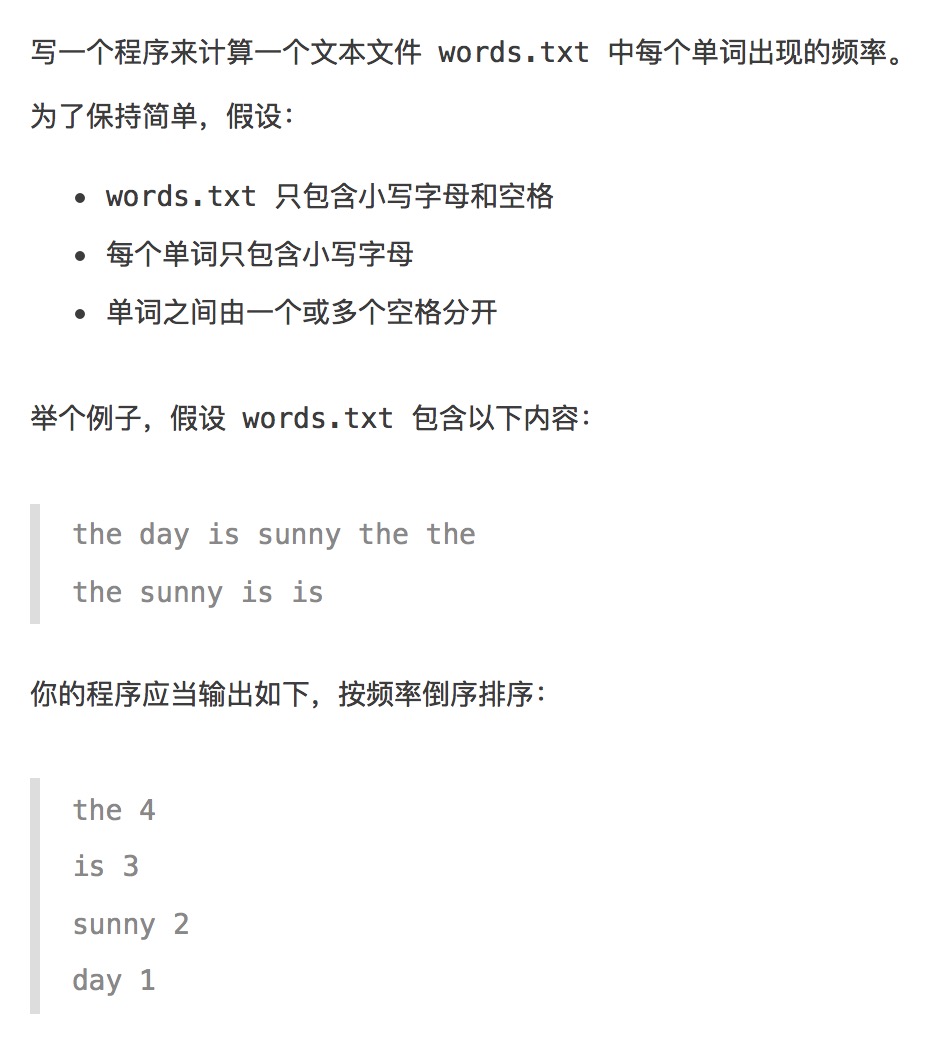 写一个程序来计算一个文本文件 words.txt 中每个单词出现的频率。
为了保持简单，假设：
• words.txt 只包含小写字母和空格
• 每个单词只包含小写字母
• 单词之间由一个或多个空格分开
举个例子，假设 words.txt 包含以下内容：
the day is sunny the the
the sunny is is
你的程序应当输出如下，按频率倒序排序：
the 4
is 3
sunny 2
day 1